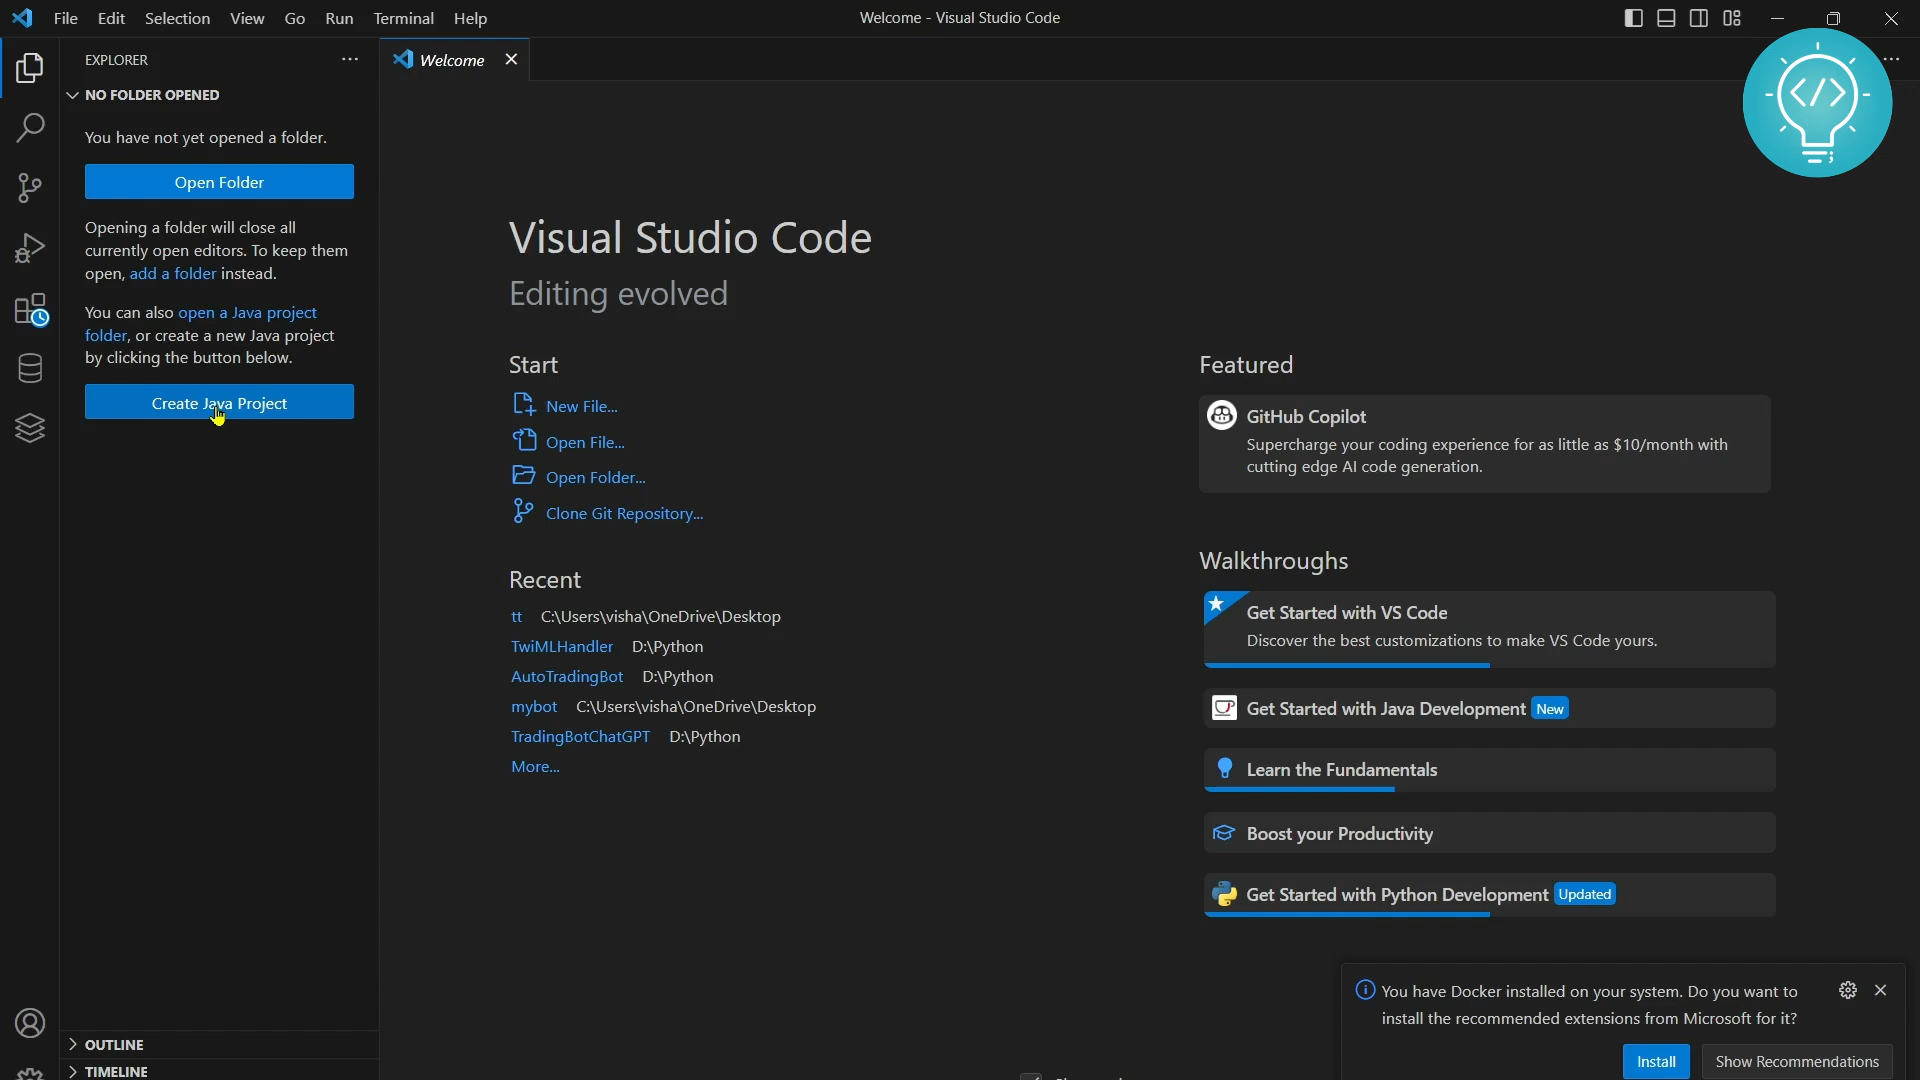 File Edit Selection View Go Run Terminal Help
Welcome - Visual Studio Code
EXPLORER
NO FOLDER OPENED
You have not yet opened a folder.
Open Folder
Opening a folder will close all
currently open editors. To keep them
open, add a folder instead.
You can also open a Java project
folder, or create a new Java project
by clicking the button below.
Create Java Project
OUTLINE
TIMELINE
Welcome
</>
;
Visual Studio Code
Editing evolved
Start
New File...
Open File...
Open Folder...
Clone Git Repository...
Recent
tt C:\Users\visha\OneDrive\Desktop
TwiMLHandler D:\Python
AutoTradingBot D:\Python
mybot C:\Users\visha\OneDrive\Desktop
TradingBotChatGPT D:\Python
More...
Featured
GitHub Copilot
Supercharge your coding experience for as little as $10/month with
cutting edge AI code generation.
Walkthroughs
Get Started with VS Code
Discover the best customizations to make VS Code yours.
Get Started with Java Development New
Learn the Fundamentals
Boost your Productivity
Get Started with Python Development Updated
You have Docker installed on your system. Do you want to
install the recommended extensions from Microsoft for it?
Install Show Recommendations